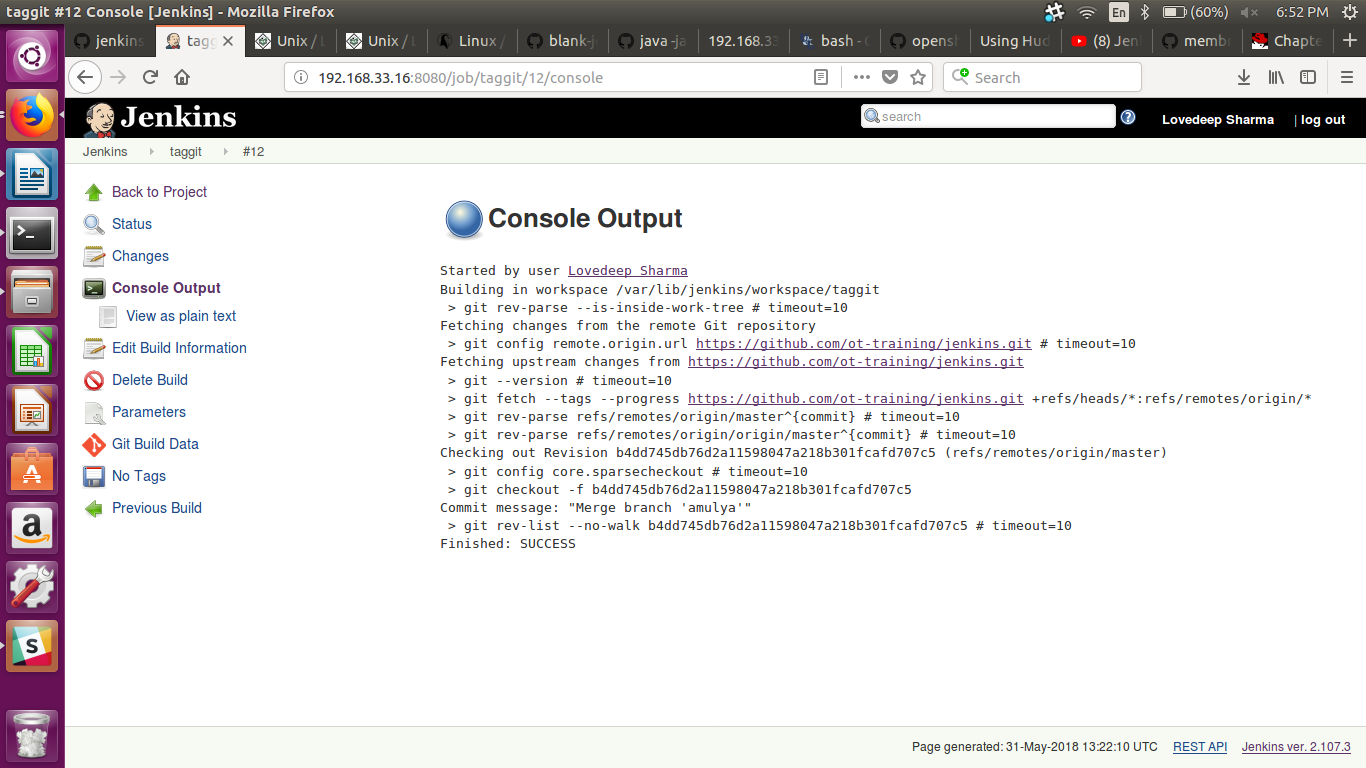 taggit #12 Console [Jenkins] - Mozilla Firefox
En
(60%)
6:52 PM
jenkins
tagg
Unix / L
Unix / L
Linux /
blank-j
java -ja
192.168.33
bash - C
opensh
Using Hud
(8) Jen
membr
Chapte
192.168.33.16:8080/job/taggit/12/console
Search
Jenkins
search
Lovedeep Sharma
| log out
Jenkins
taggit
#12
Back to Project
Status
Changes
Console Output
View as plain text
Edit Build Information
Delete Build
Parameters
Git Build Data
No Tags
Previous Build
Console Output
Started by user Lovedeep Sharma
Building in workspace /var/lib/jenkins/workspace/taggit
> git rev-parse --is-inside-work-tree # timeout=10
Fetching changes from the remote Git repository
> git config remote.origin.url https://github.com/ot-training/jenkins.git # timeout=10
Fetching upstream changes from https://github.com/ot-training/jenkins.git
> git --version # timeout=10
> git fetch --tags --progress https://github.com/ot-training/jenkins.git +refs/heads/*:refs/remotes/origin/*
> git rev-parse refs/remotes/origin/master^{commit} # timeout=10
> git rev-parse refs/remotes/origin/origin/master^{commit} # timeout=10
Checking out Revision b4dd745db76d2a11598047a218b301fcafd707c5 (refs/remotes/origin/master)
> git config core.sparsecheckout # timeout=10
> git checkout -f b4dd745db76d2a11598047a218b301fcafd707c5
Commit message: "Merge branch 'amulya'"
> git rev-list --no-walk b4dd745db76d2a11598047a218b301fcafd707c5 # timeout=10
Finished: SUCCESS
Page generated: 31-May-2018 13:22:10 UTC
REST API
Jenkins ver. 2.107.3